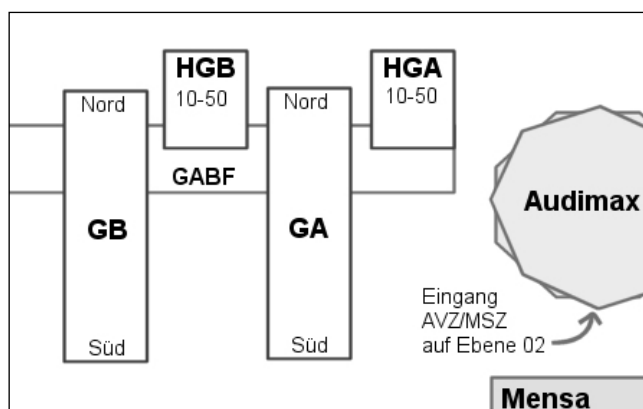 HGB
10-50
HGA
10-50
Nord
Nord
GABF
GB
GA
Audimax
Süd
Süd
Eingang
AVZ/MSZ
auf Ebene 02
Mensa